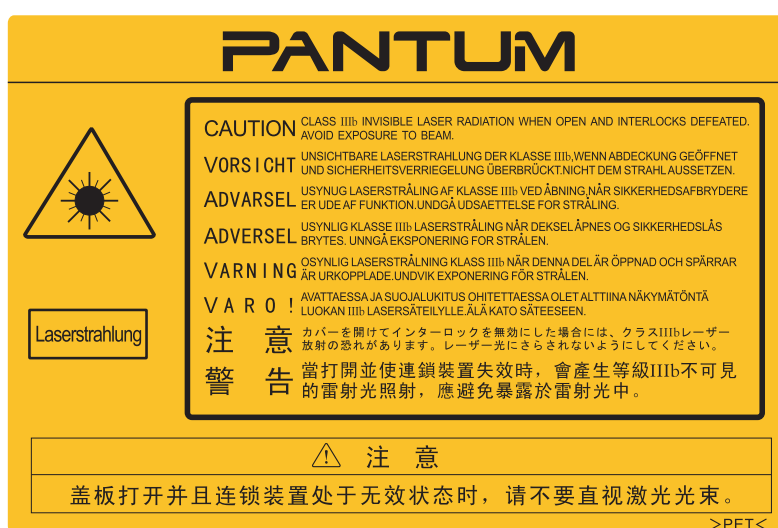 PANTUM
CAUTION CLASS IIIb INVISIBLE LASER RADIATION WHEN OPEN AND INTERLOCKS DEFEATED.
AVOID EXPOSURE TO BEAM.
VORSICHT UNSICHTBARE LASERSTRAHLUNG DER KLASSE IIIb,WENN ABDECKUNG GEÖFFNET
UND SICHERHEITSVERRIEGELUNG ÜBERBRÜCKT.NICHT DEM STRAHL AUSSETZEN.
ADVARSEL USYNUG LASERSTRÅLING AF KLASSE IIIb VED ÅBNING,NÅR SIKKERHEDSAFBRYDERE
ER UDE AF FUNKTION.UNDGÅ UDSAETTELSE FOR STRÅLING.
ADVERSEL USYNLIG KLASSE IIIb LASERSTRÅLING NÅR DEKSEL ÅPNES OG SIKKERHEDSLÅS
BRYTES. UNNGÅ EKSPONERING FOR STRÅLEN.
VARNING OSYNLIG LASERSTRÅLNING KLASS IIIb NÄR DENNA DEL ÄR ÖPPNAD OCH SPÄRRAR
ÄR URKOPPLADE.UNDVIK EXPONERING FÖR STRÅLEN.
VARO! AVATTAESSA JA SUOJALUKITUS OHITETTAESSA OLET ALTTIINA NÄKYMÄTÖNTÄ
LUOKAN IIIb LASERSÄTEILYLLE.ÄLÄ KATO SÄTEESEEN.
Laserstrahlung
注 意 カバーを開けてインターロックを無効にした場合には、クラスIIIbレーザー
放射の恐れがあります。レーザー光にさらされないようにしてください。
警 告 當打開並使連鎖裝置失效時，會產生等級IIIb不可見
的雷射光照射，應避免暴露於雷射光中。
注 意
盖板打开并且连锁装置处于无效状态时，请不要直视激光光束。
>PET<